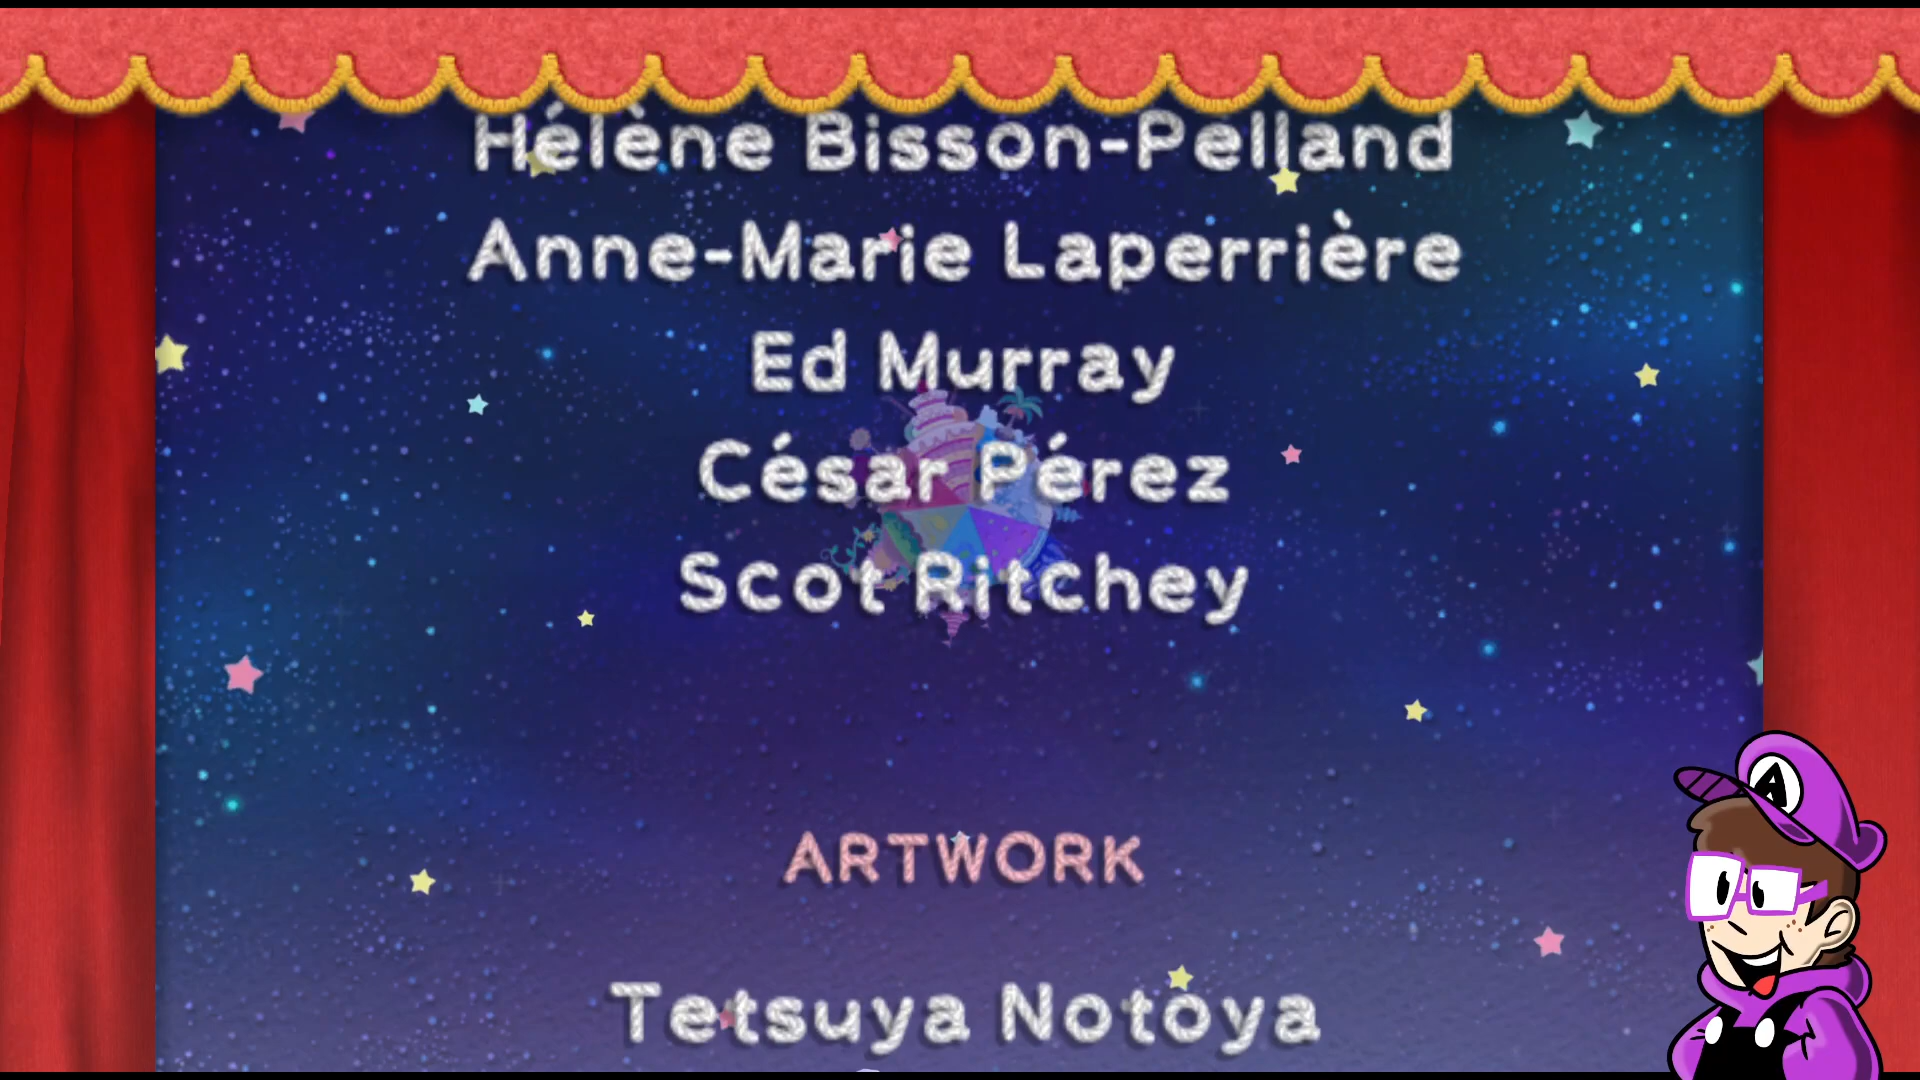 Hélène Bisson-Pelland
Anne-Marie Laperrière
Ed Murray
César Pérez
Scot Ritchey
ARTWORK
Tetsuya Notoya
A